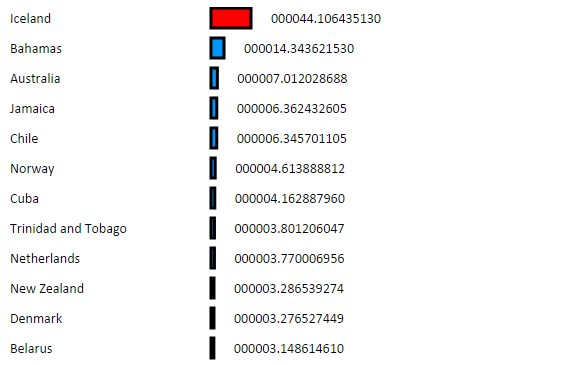 Iceland 000044.106435130
Bahamas 000014.343621530
Australia 000007.012028688
Jamaica 000006.362432605
Chile 000006.345701105
Norway 000004.613888812
Cuba 000004.162887960
Trinidad and Tobago 000003.801206047
Netherlands 000003.770006956
New Zealand 000003.286539274
Denmark 000003.276527449
Belarus 000003.148614610